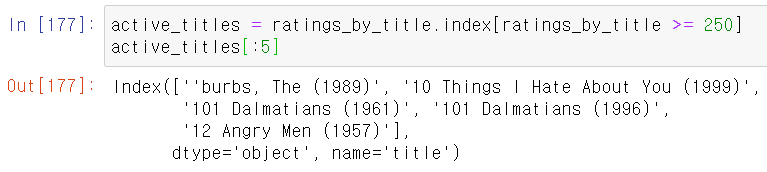 In [177]: active_titles = ratings_by_title.index[ratings_by_title >= 250]
active_titles[:5]
Out[177]: Index([''burbs, The (1989)', '10 Things I Hate About You (1999)',
'101 Dalmatians (1961)', '101 Dalmatians (1996)',
'12 Angry Men (1957)'],
dtype='object', name='title')